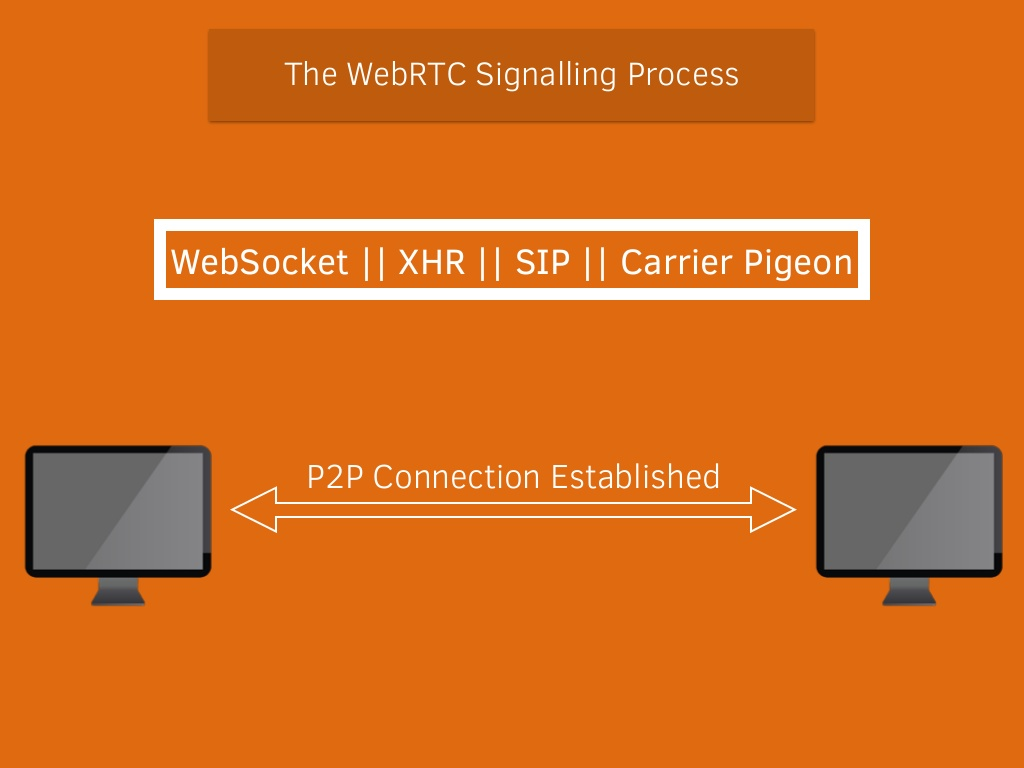 The WebRTC Signalling Process
WebSocket || XHR || SIP || Carrier Pigeon
P2P Connection Established